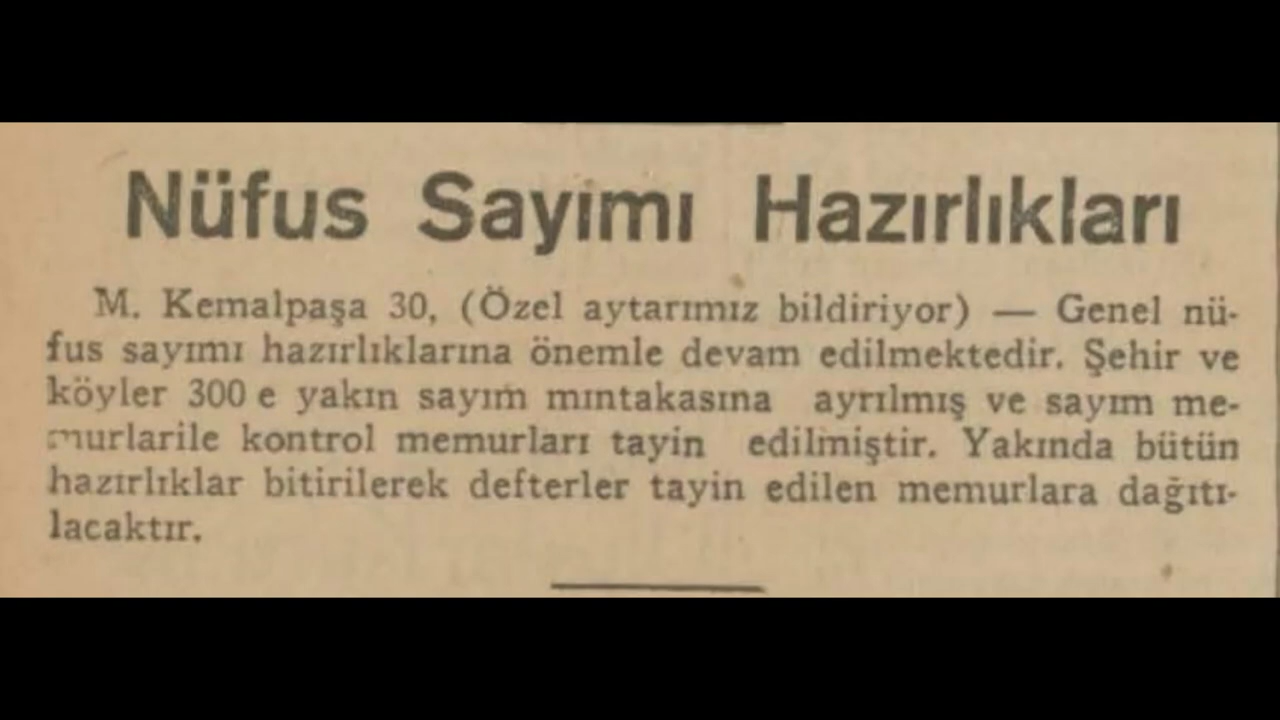 Nüfus Sayımı Hazırlıkları
M. Kemalpaşa 30, (Özel aytarımız bildiriyor) — Genel nü-
fus sayımı hazırlıklarına önemle devam edilmektedir. Şehir ve
köyler 300 e yakın sayım mıntakasına ayrılmış ve sayım me-
murlarile kontrol memurları tayin edilmiştir. Yakında bütün
hazırlıklar bitirilerek defterler tayin edilen memurlara dağıtı-
lacaktır.